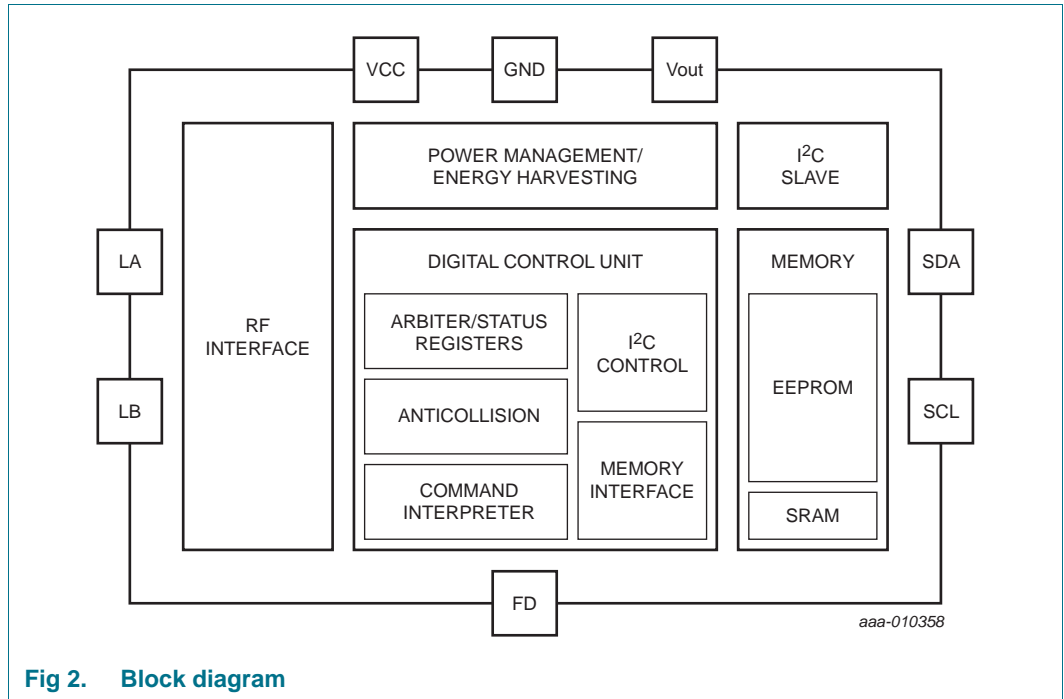 VCC
GND
Vout
POWER MANAGEMENT/
ENERGY HARVESTING
I2C
SLAVE
LA
LB
RF
INTERFACE
DIGITAL CONTROL UNIT
ARBITER/STATUS
REGISTERS
ANTICOLLISION
COMMAND
INTERPRETER
I2C
CONTROL
MEMORY
INTERFACE
MEMORY
EEPROM
SRAM
SDA
SCL
FD
aaa-010358
Fig 2. Block diagram